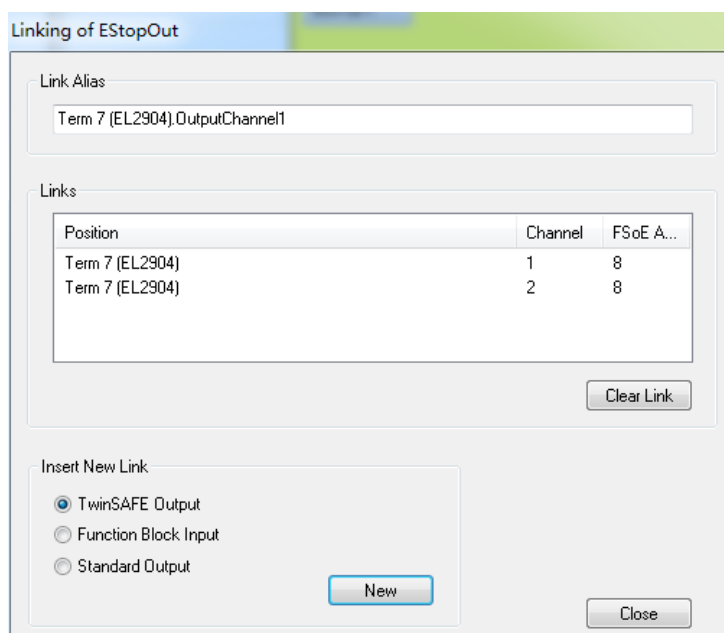 Linking of EStopOut
Link Alias
Term 7 (EL2904).OutputChannel1
Links
Position Channel FSoE A...
Term 7 (EL2904) 1 8
Term 7 (EL2904) 2 8
Clear Link
Insert New Link
TwinSAFE Output
Function Block Input
Standard Output
New
Close